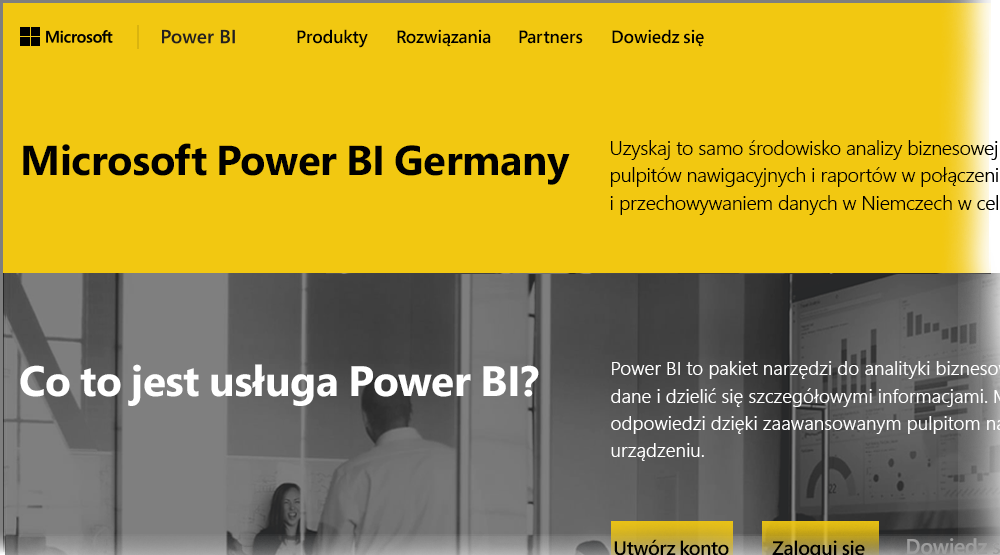 Microsoft Power BI Produkty Rozwiązania Partners Dowiedz się
Microsoft Power BI Germany
Uzyskaj to samo środowisko analizy biznesowej
pulpitów nawigacyjnych i raportów w połączeni
i przechowywaniem danych w Niemczech w cel
Co to jest usługa Power BI?
Power BI to pakiet narzędzi do analityki bizneso
dane i dzielić się szczegółowymi informacjami. M
odpowiedzi dzięki zaawansowanym pulpitom na
urządzeniu.
Utwórz konto Zaloguj się Dowiedz